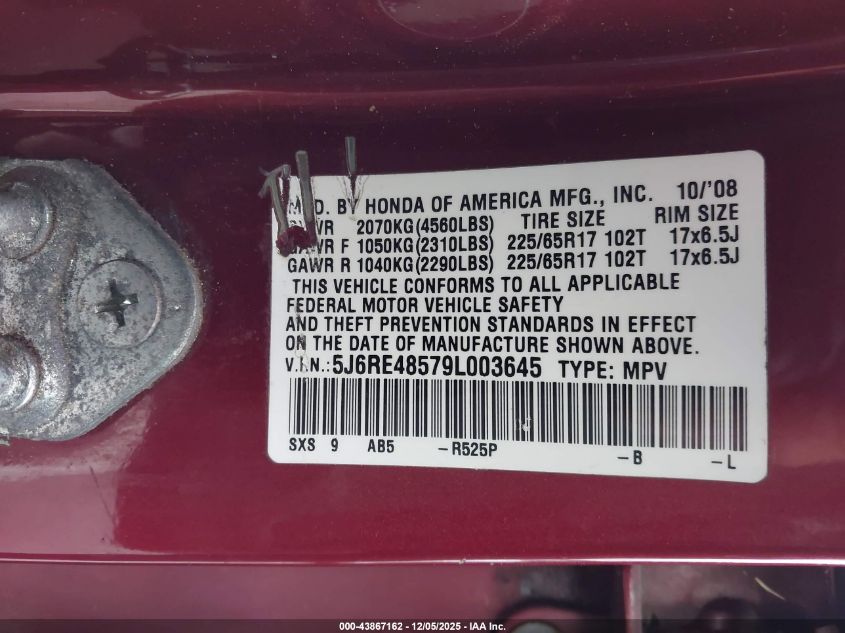 MFD. BY HONDA OF AMERICA MFG., INC. 10/'08
GVWR 2070KG(4560LBS) TIRE SIZE RIM SIZE
GAWR F 1050KG(2310LBS) 225/65R17 102T 17x6.5J
GAWR R 1040KG(2290LBS) 225/65R17 102T 17x6.5J
THIS VEHICLE CONFORMS TO ALL APPLICABLE
FEDERAL MOTOR VEHICLE SAFETY
AND THEFT PREVENTION STANDARDS IN EFFECT
ON THE DATE OF MANUFACTURE SHOWN ABOVE.
V.I.N.:5J6RE48579L003645 TYPE: MPV
SXS 9 AB5 -R525P -B -L
000-43867162 - 12/05/2025 - IAA Inc.